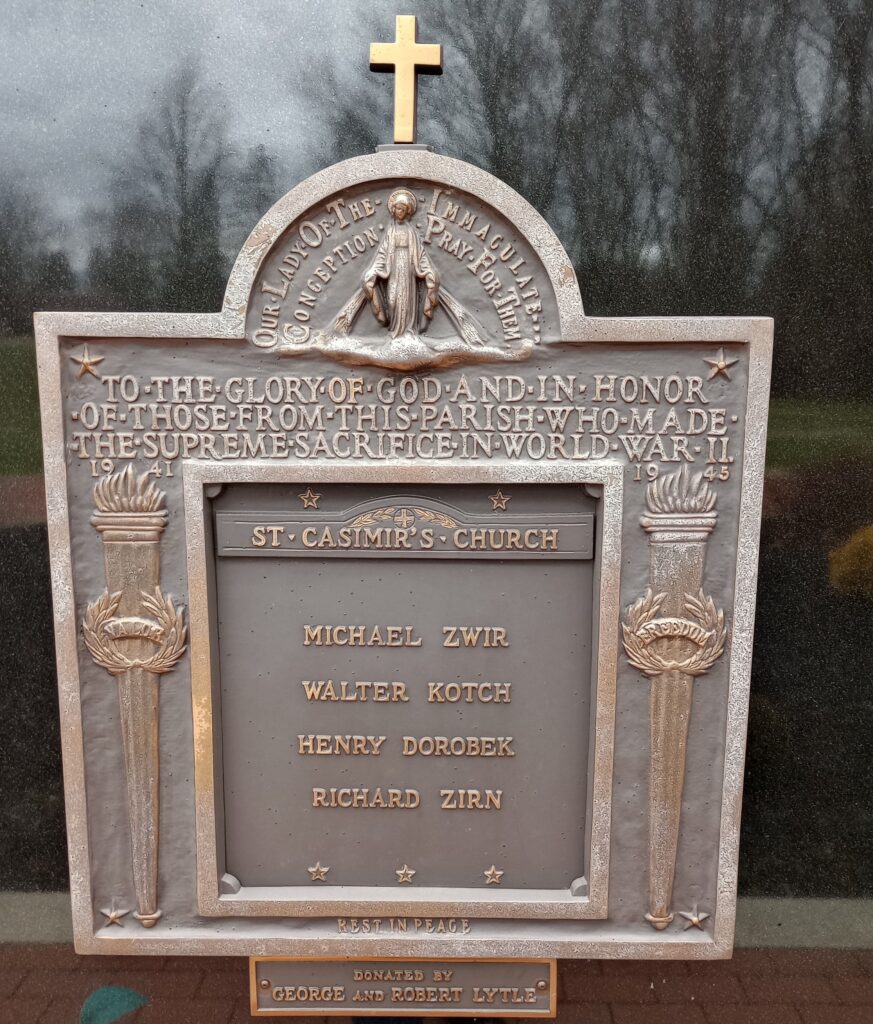 OUR·LADY·OF·THE·IMMACULATE
CONCEPTION·PRAY·FOR·THEM...
TO·THE·GLORY·OF·GOD·AND·IN·HONOR
·OF·THOSE·FROM·THIS·PARISH·WHO·MADE·
·THE·SUPREME·SACRIFICE·IN·WORLD·WAR·II.
1941 1945
ST·CASIMIR'S·CHURCH
VALOR
FREEDOM
MICHAEL ZWIR
WALTER KOTCH
HENRY DOROBEK
RICHARD ZIRN
REST IN PEACE
DONATED BY
GEORGE AND ROBERT LYTLE